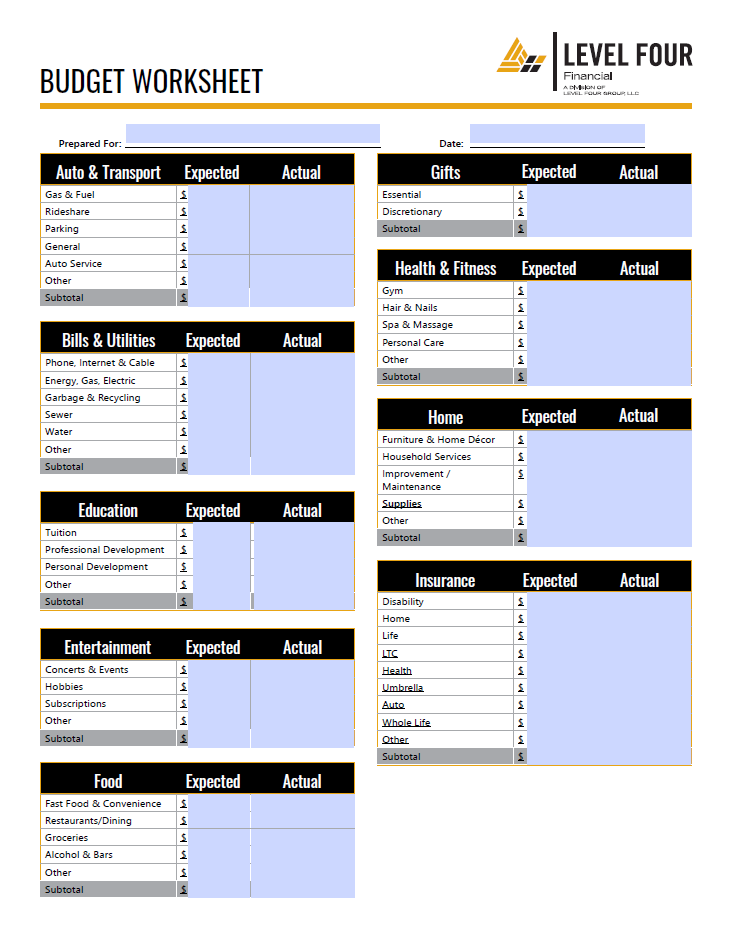 LEVEL FOUR
Financial
A DIVISION OF
LEVEL FOUR GROUP, LLC
BUDGET WORKSHEET
Prepared For:
Date:
Auto & Transport Expected Actual
Gas & Fuel $
Rideshare $
Parking $
General $
Auto Service $
Other $
Subtotal $
Bills & Utilities Expected Actual
Phone, Internet & Cable $
Energy, Gas, Electric $
Garbage & Recycling $
Sewer $
Water $
Other $
Subtotal $
Education Expected Actual
Tuition $
Professional Development $
Personal Development $
Other $
Subtotal $
Entertainment Expected Actual
Concerts & Events $
Hobbies $
Subscriptions $
Other $
Subtotal $
Food Expected Actual
Fast Food & Convenience $
Restaurants/Dining $
Groceries $
Alcohol & Bars $
Other $
Subtotal $
Gifts Expected Actual
Essential $
Discretionary $
Subtotal $
Health & Fitness Expected Actual
Gym $
Hair & Nails $
Spa & Massage $
Personal Care $
Other $
Subtotal $
Home Expected Actual
Furniture & Home Décor $
Household Services $
Improvement / $
Maintenance
Supplies $
Other $
Subtotal $
Insurance Expected Actual
Disability $
Home $
Life $
LTC $
Health $
Umbrella $
Auto $
Whole Life $
Other $
Subtotal $